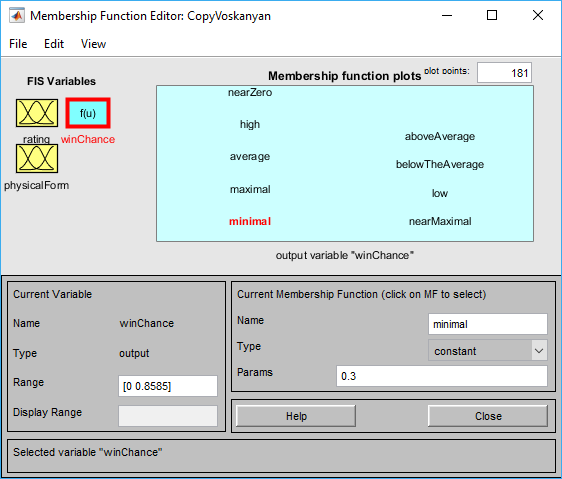 Membership Function Editor: CopyVoskanyan
File Edit View
FIS Variables
f(u)
rating winChance
physicalForm
Membership function plots plot points: 181
nearZero
high
average
maximal
minimal
aboveAverage
belowTheAverage
low
nearMaximal
output variable "winChance"
Current Variable
Name winChance
Type output
Range [0 0.8585]
Display Range
Current Membership Function (click on MF to select)
Name minimal
Type constant
Params 0.3
Help Close
Selected variable "winChance"